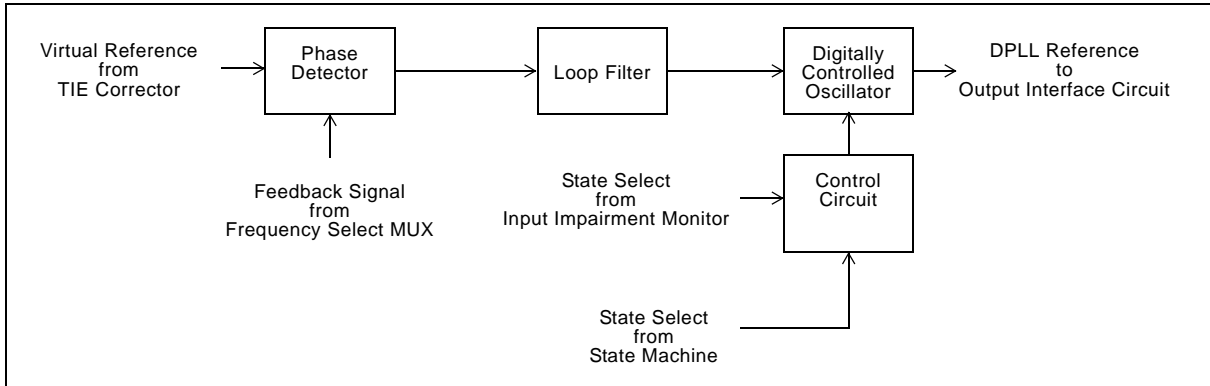 Virtual Reference
from
TIE Corrector
Phase
Detector
Loop Filter
Digitally
Controlled
Oscillator
DPLL Reference
to
Output Interface Circuit
Feedback Signal
from
Frequency Select MUX
State Select
from
Input Impairment Monitor
Control
Circuit
State Select
from
State Machine